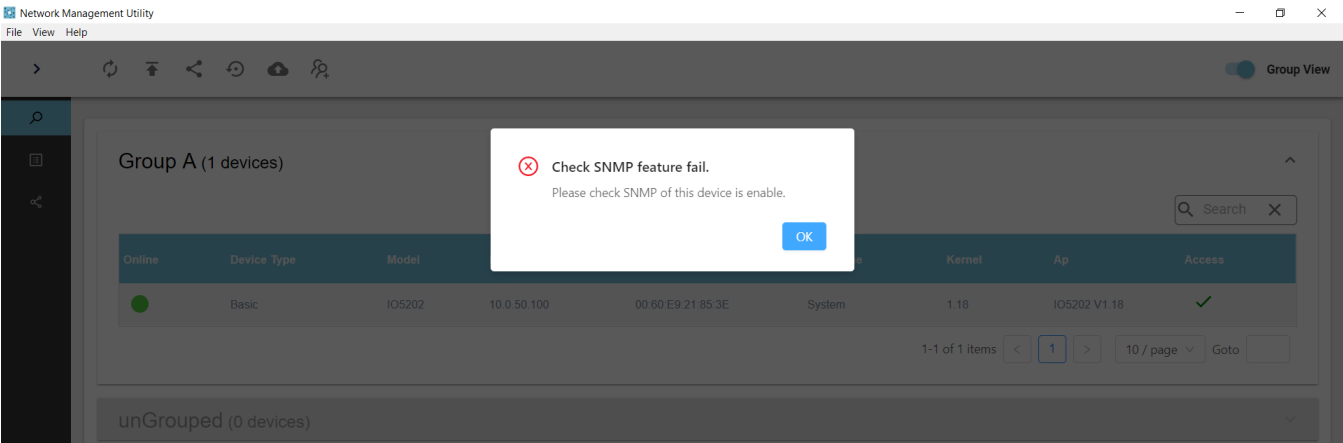 Network Management Utility
File View Help
Group View
Group A (1 devices)
Check SNMP feature fail.
Please check SNMP of this device is enable.
OK
Search
Online Device Type Model Kernel Ap Access
Basic IO5202 10.0.50.100 00:60:E9:21:85:3E System 1.18 IO5202 V1.18
1-1 of 1 items < 1 > 10 / page Goto
unGrouped (0 devices)